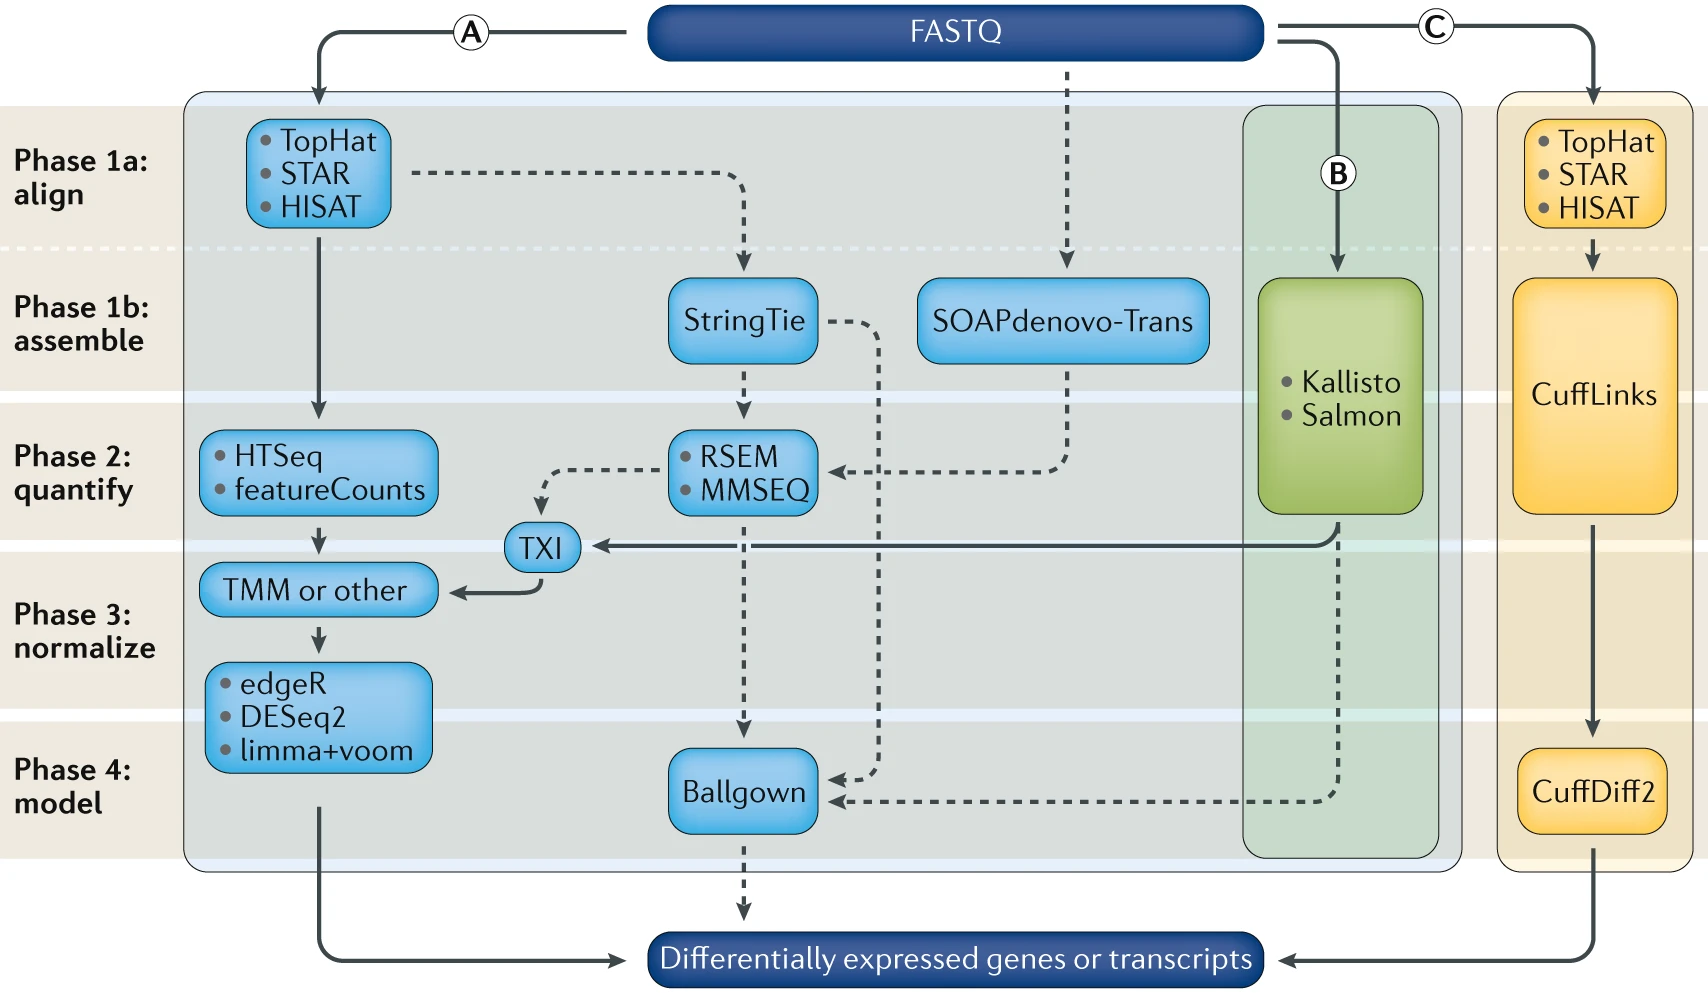 FASTQ
A
C
Phase 1a:
align
TopHat
STAR
HISAT
B
TopHat
STAR
HISAT
Phase 1b:
assemble
StringTie
SOAPdenovo-Trans
Kallisto
Salmon
CuffLinks
Phase 2:
quantify
HTSeq
featureCounts
RSEM
MMSEQ
TXI
Phase 3:
normalize
TMM or other
edgeR
DESeq2
limma+voom
Phase 4:
model
Ballgown
CuffDiff2
Differentially expressed genes or transcripts